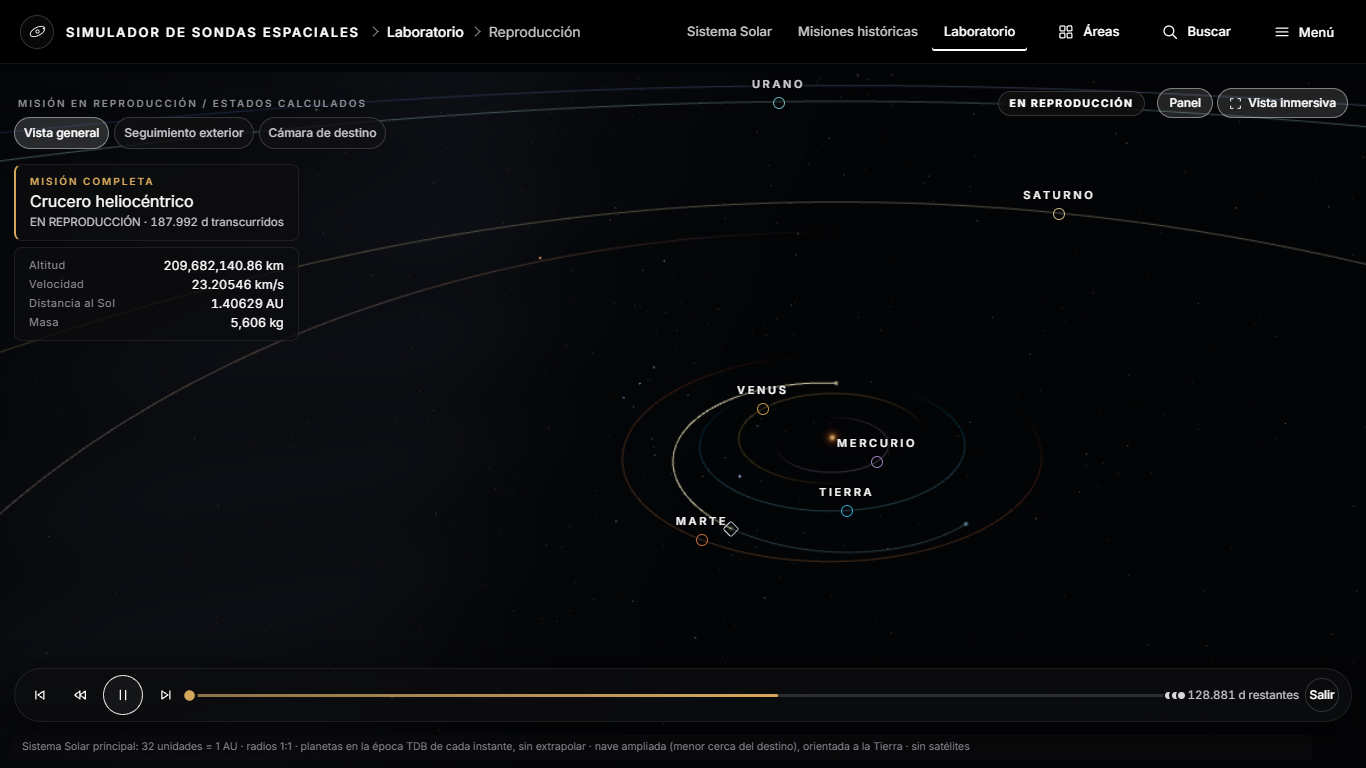 SIMULADOR DE SONDAS ESPACIALES
Laboratorio
Reproducción
Sistema Solar
Misiones históricas
Laboratorio
Áreas
Buscar
Menú
MISIÓN EN REPRODUCCIÓN / ESTADOS CALCULADOS
Vista general
Seguimiento exterior
Cámara de destino
EN REPRODUCCIÓN
Panel
Vista inmersiva
MISIÓN COMPLETA
Crucero heliocéntrico
EN REPRODUCCIÓN · 187.992 d transcurridos
Altitud 209,682,140.86 km
Velocidad 23.20546 km/s
Distancia al Sol 1.40629 AU
Masa 5,606 kg
URANO
SATURNO
VENUS
MERCURIO
TIERRA
MARTE
128.881 d restantes
Salir
Sistema Solar principal: 32 unidades = 1 AU · radios 1:1 · planetas en la época TDB de cada instante, sin extrapolar · nave ampliada (menor cerca del destino), orientada a la Tierra · sin satélites